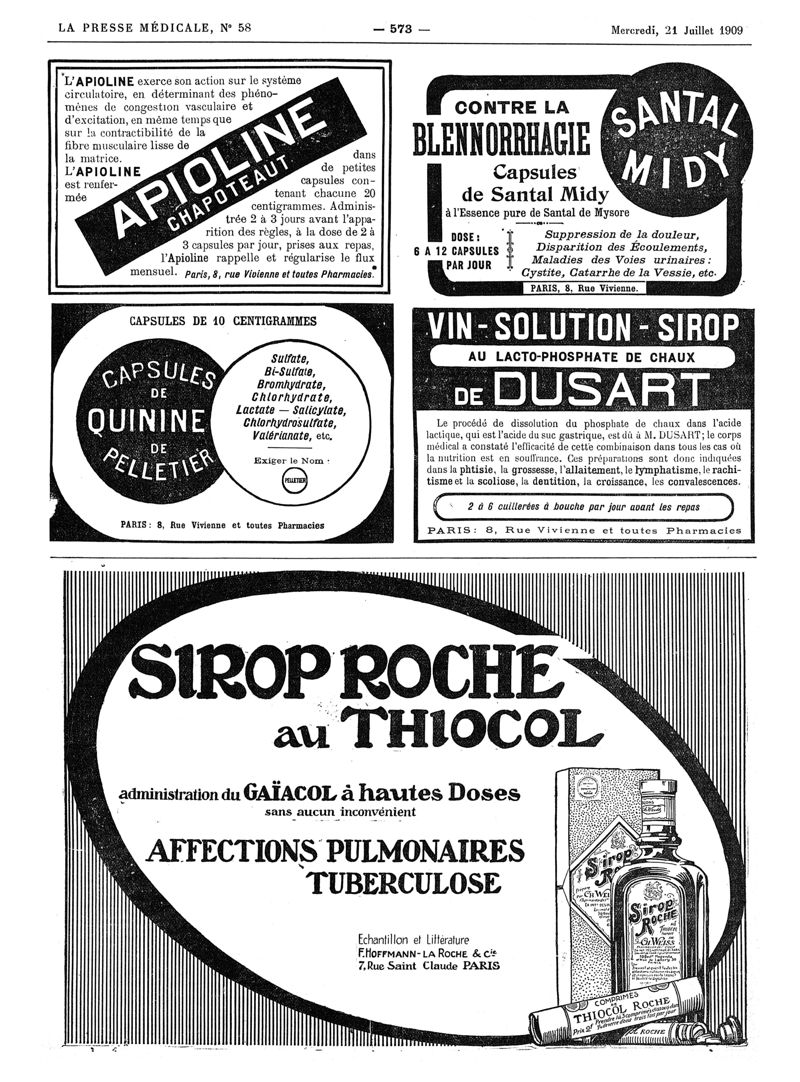 LA PRESSE MÉDICALE, N° 58
— 573 —
Mercredi, 21 Juillet 1909
L'APIOLINE exerce son action sur le système
circulatoire, en déterminant des phéno-
mènes de congestion vasculaire et
d'excitation, en même temps que
sur la contractibilité de la
fibre musculaire lisse de
la matrice.
L'APIOLINE
est renfer-
mée
APIOLINE
CHAPOTEAUT
dans
de petites
capsules con-
tenant chacune 20
centigrammes. Adminis-
trée 2 à 3 jours avant l'appa-
rition des règles, à la dose de 2 à
3 capsules par jour, prises aux repas,
l'Apioline rappelle et régularise le flux
mensuel. Paris, 8, rue Vivienne et toutes Pharmacies.
CONTRE LA
BLENNORRHAGIE
Capsules
de Santal Midy
à l'Essence pure de Santal de Mysore
SANTAL
MIDY
DOSE :
6 A 12 CAPSULES
PAR JOUR
Suppression de la douleur,
Disparition des Écoulements,
Maladies des Voies urinaires :
Cystite, Catarrhe de la Vessie, etc.
PARIS, 8, Rue Vivienne.
CAPSULES DE 10 CENTIGRAMMES
CAPSULES
DE
QUININE
DE
PELLETIER
Sulfate,
Bi-Sulfate,
Bromhydrate,
Chlorhydrate,
Lactate — Salicylate,
Chlorhydrosulfate,
Valérianate, etc.
Exiger le Nom :
PELLETIER
PARIS : 8, Rue Vivienne et toutes Pharmacies
VIN - SOLUTION - SIROP
AU LACTO-PHOSPHATE DE CHAUX
DE DUSART
Le procédé de dissolution du phosphate de chaux dans l'acide
lactique, qui est l'acide du suc gastrique, est dû à M. DUSART; le corps
médical a constaté l'efficacité de cette combinaison dans tous les cas où
la nutrition est en souffrance. Ces préparations sont donc indiquées
dans la phtisie, la grossesse, l'allaitement, le lymphatisme, le rachi-
tisme et la scoliose, la dentition, la croissance, les convalescences.
2 à 6 cuillerées à bouche par jour avant les repas
PARIS : 8, Rue Vivienne et toutes Pharmacies
SIROP ROCHE
au THIOCOL
administration du GAÏACOL à hautes Doses
sans aucun inconvénient
AFFECTIONS PULMONAIRES
TUBERCULOSE
Echantillon et Littérature
F. HOFFMANN-LA ROCHE & Cie
7, Rue Saint Claude PARIS
Sirop
Sirop
ROCHE
AU
CH WEISS
COMPRIMES
THIOCOL ROCHE
ROCHE